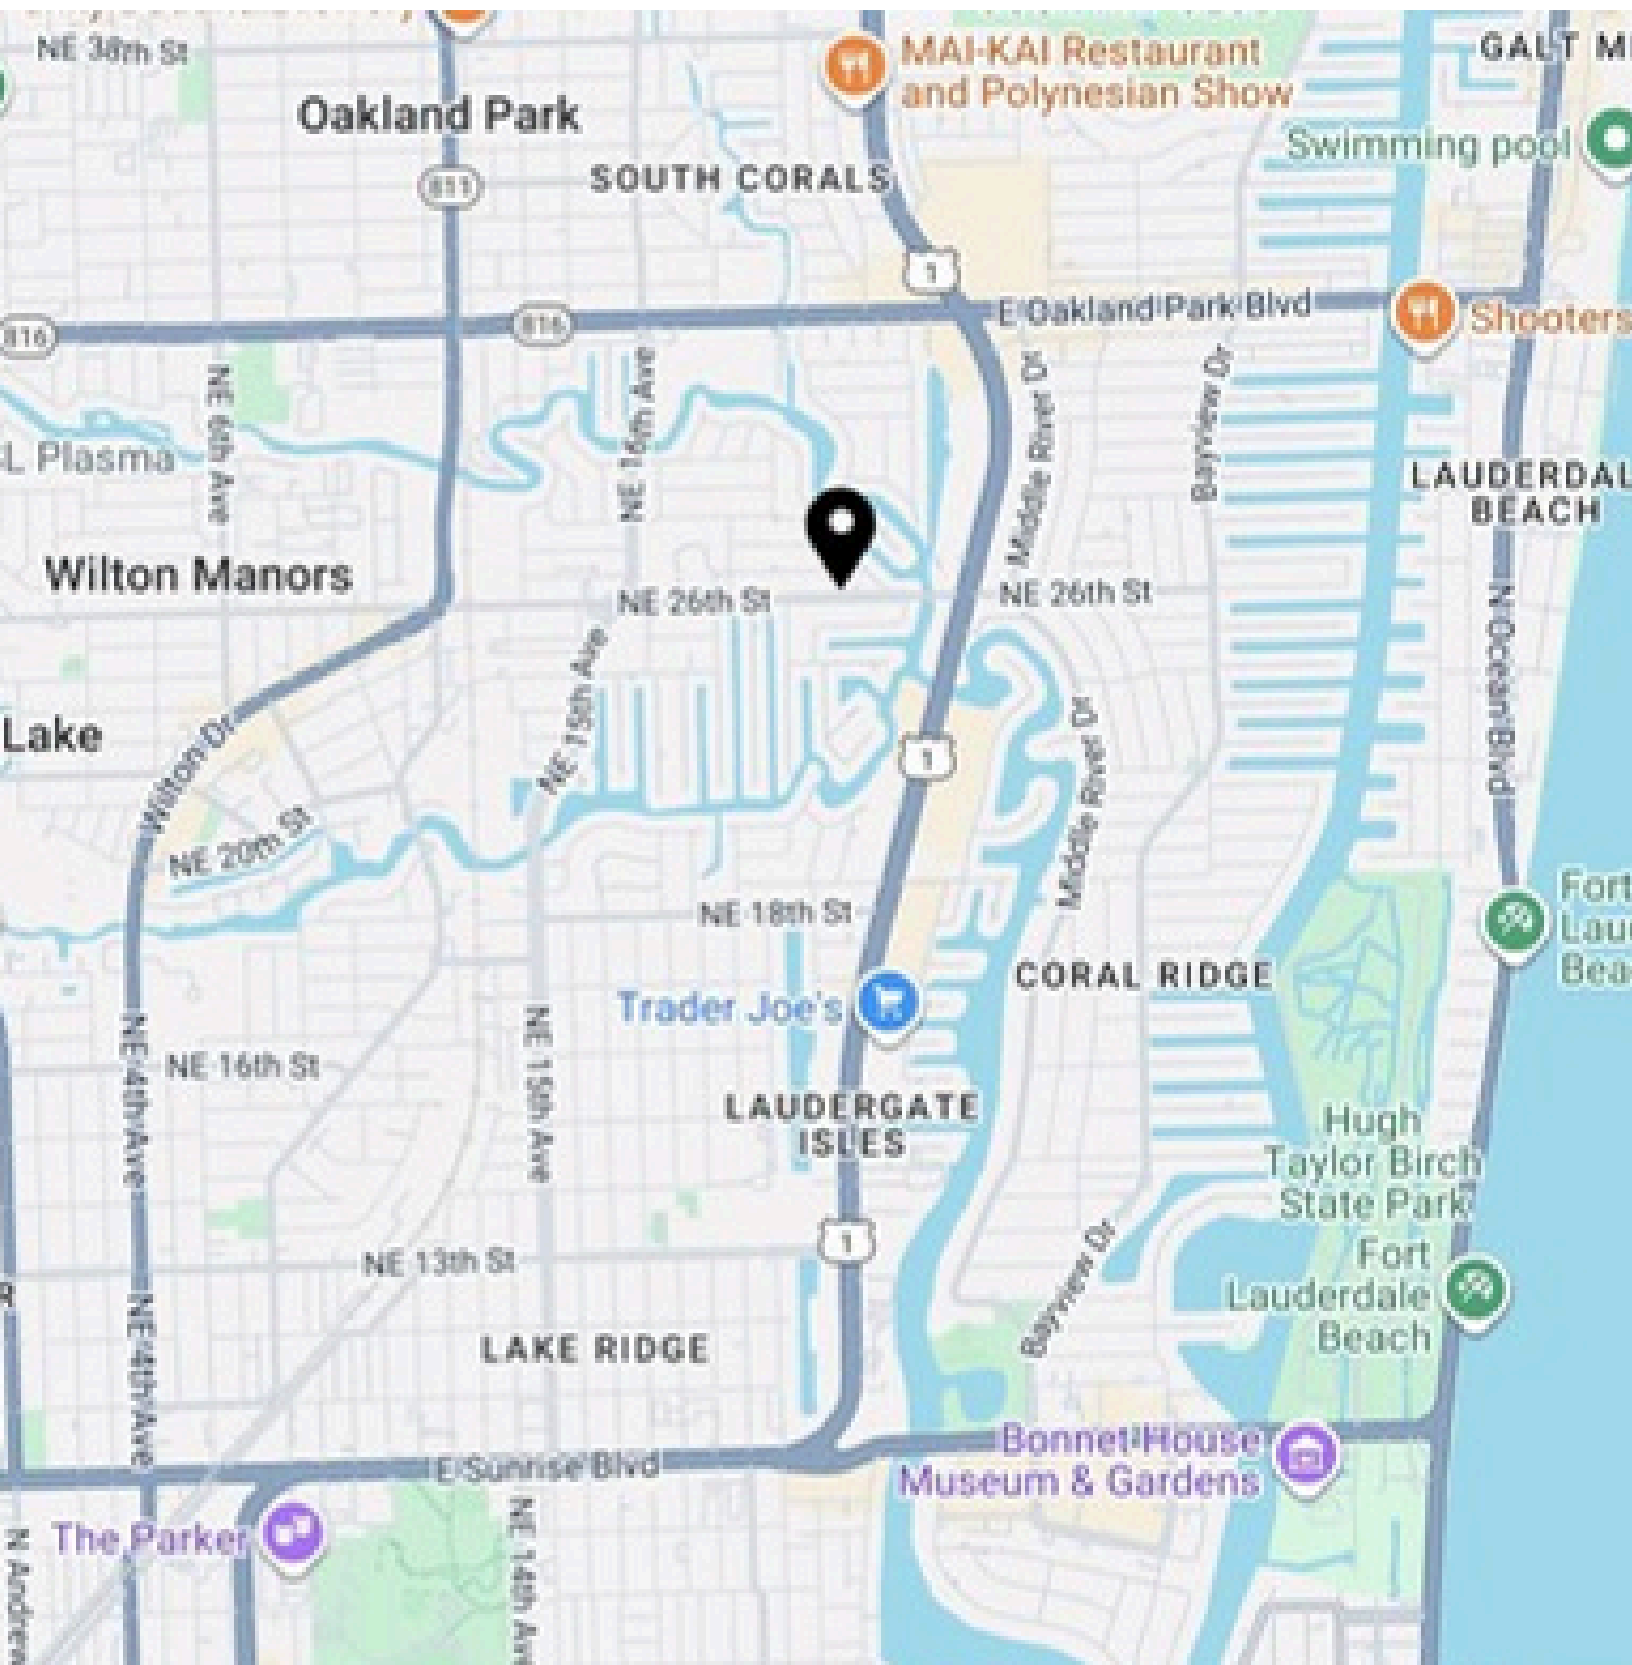 NE 38th St
MAI-KAI Restaurant
and Polynesian Show
GALT M
Oakland Park
Swimming pool
SOUTH CORALS
811
1
E Oakland Park Blvd
816
816
Shooters
NE 6th Ave
NE 16th Ave
Middle River Dr
Bayview Dr
L Plasma
LAUDERDAL
BEACH
Wilton Manors
NE 26th St
NE 26th St
N Ocean Blvd
NE 15th Ave
Lake
Wilton Dr
1
Middle River Dr
NE 20th St
NE 18th St
Fort
Lau
Bea
CORAL RIDGE
Trader Joe's
NE 4th Ave
NE 16th St
NE 15th Ave
LAUDERGATE
ISLES
Hugh
Taylor Birch
State Park
1
NE 13th St
Bayview Dr
Fort
Lauderdale
Beach
NE 4th Ave
LAKE RIDGE
E Sunrise Blvd
Bonnet House
Museum & Gardens
The Parker
N Andrew
NE 14th Av